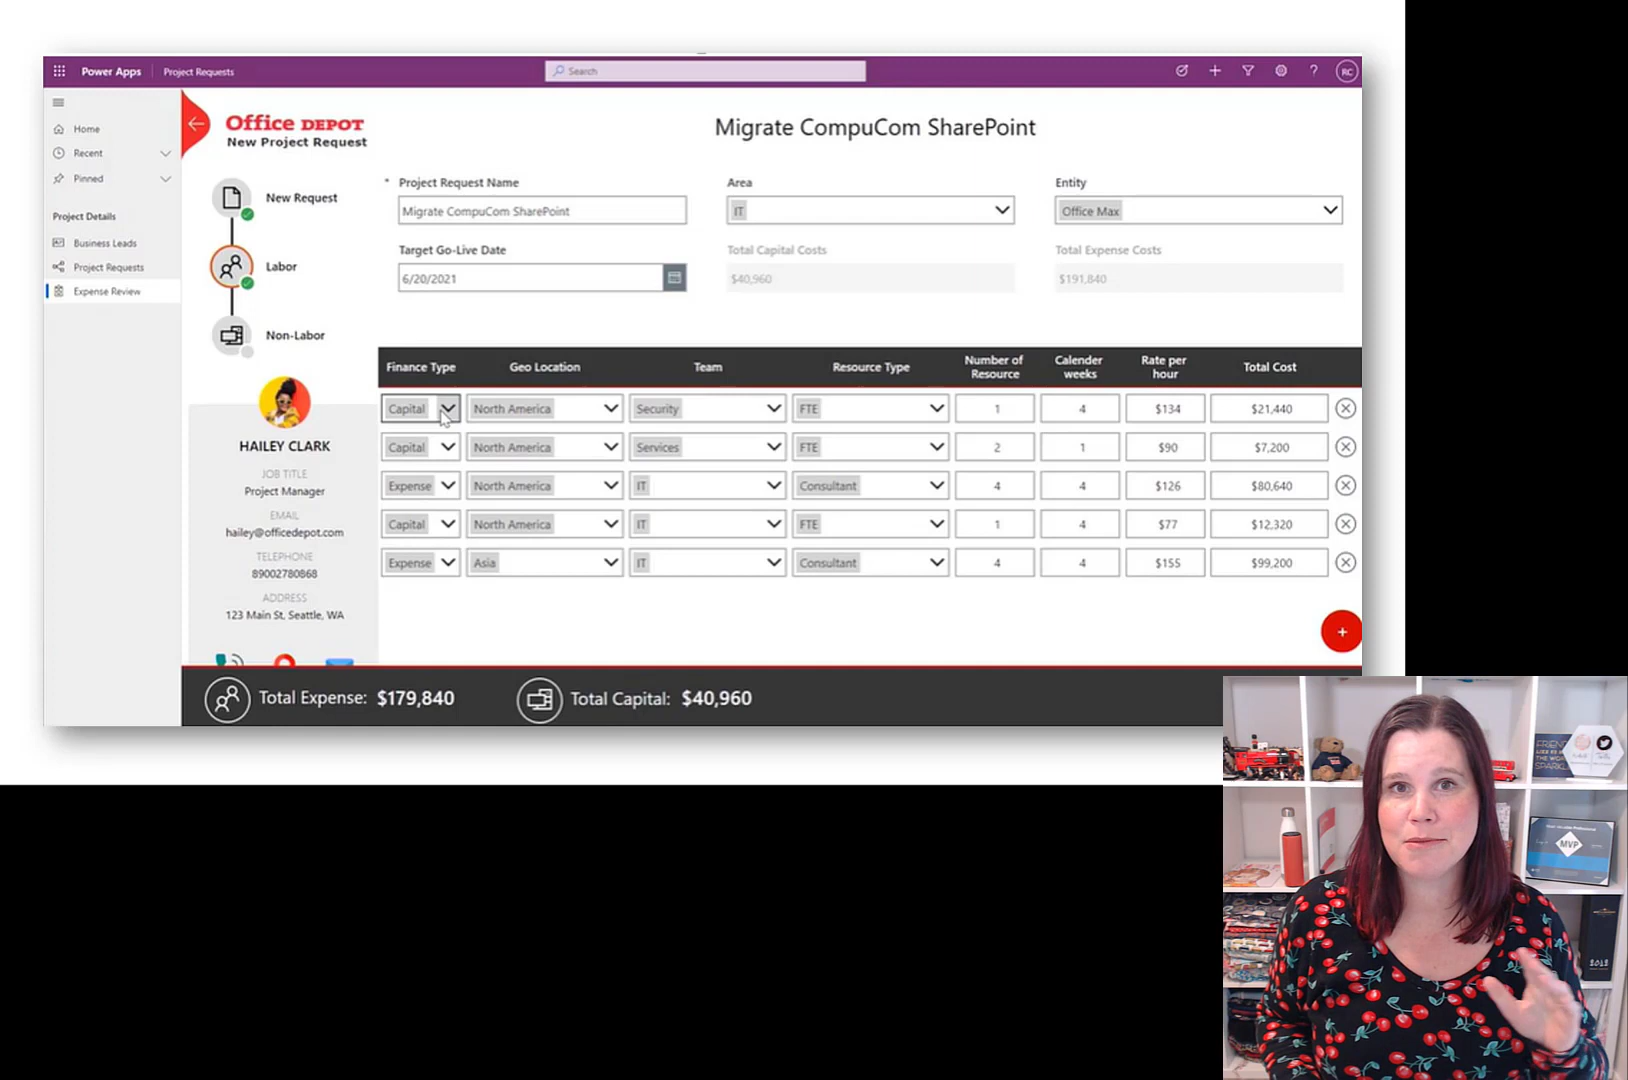 Power Apps
Project Requests
Search
?
RC
Home
Recent
Pinned
Project Details
Business Leads
Project Requests
Expense Review
Office DEPOT
New Project Request
New Request
Labor
Non-Labor
HAILEY CLARK
JOB TITLE
Project Manager
EMAIL
hailey@officedepot.com
TELEPHONE
89002780868
ADDRESS
123 Main St, Seattle, WA
Migrate CompuCom SharePoint
* Project Request Name
Area
Entity
Migrate CompuCom SharePoint
IT
Office Max
Target Go-Live Date
Total Capital Costs
Total Expense Costs
6/20/2021
$40,960
$191,840
Finance Type Geo Location Team Resource Type Number of Resource Calender weeks Rate per hour Total Cost
Capital North America Security FTE 1 4 $134 $21,440
Capital North America Services FTE 2 1 $90 $7,200
Expense North America IT Consultant 4 4 $126 $80,640
Capital North America IT FTE 1 4 $77 $12,320
Expense Asia IT Consultant 4 4 $155 $99,200
+
Total Expense: $179,840
Total Capital: $40,960
MVP